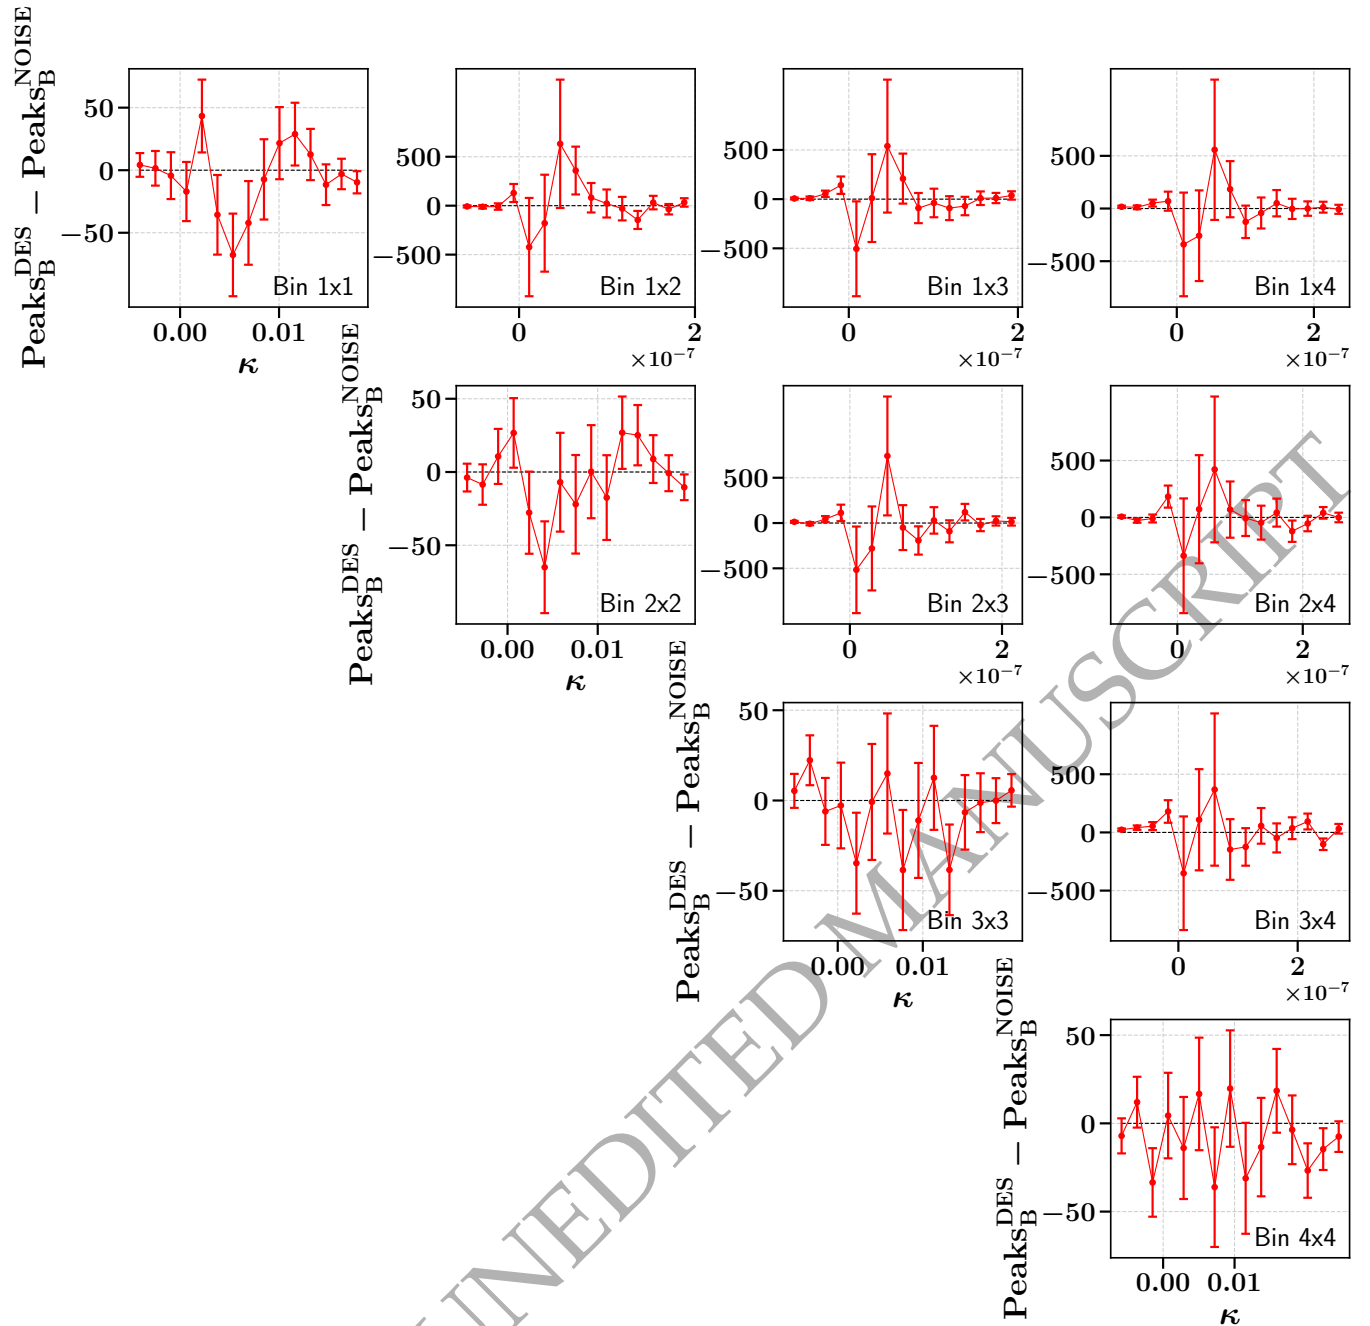 Peaks_B^DES − Peaks_B^NOISE
50
0
−50
Bin 1x1
0.00 0.01
κ
500
0
−500
Bin 1x2
0 2
×10⁻⁷
500
0
−500
Bin 1x3
0 2
×10⁻⁷
500
0
−500
Bin 1x4
0 2
×10⁻⁷
Peaks_B^DES − Peaks_B^NOISE
50
0
−50
Bin 2x2
0.00 0.01
κ
500
0
−500
Bin 2x3
0 2
×10⁻⁷
500
0
−500
Bin 2x4
0 2
×10⁻⁷
Peaks_B^DES − Peaks_B^NOISE
50
0
−50
Bin 3x3
0.00 0.01
κ
500
0
−500
Bin 3x4
0 2
×10⁻⁷
Peaks_B^DES − Peaks_B^NOISE
50
0
−50
Bin 4x4
0.00 0.01
κ
UNEDITED MANUSCRIPT